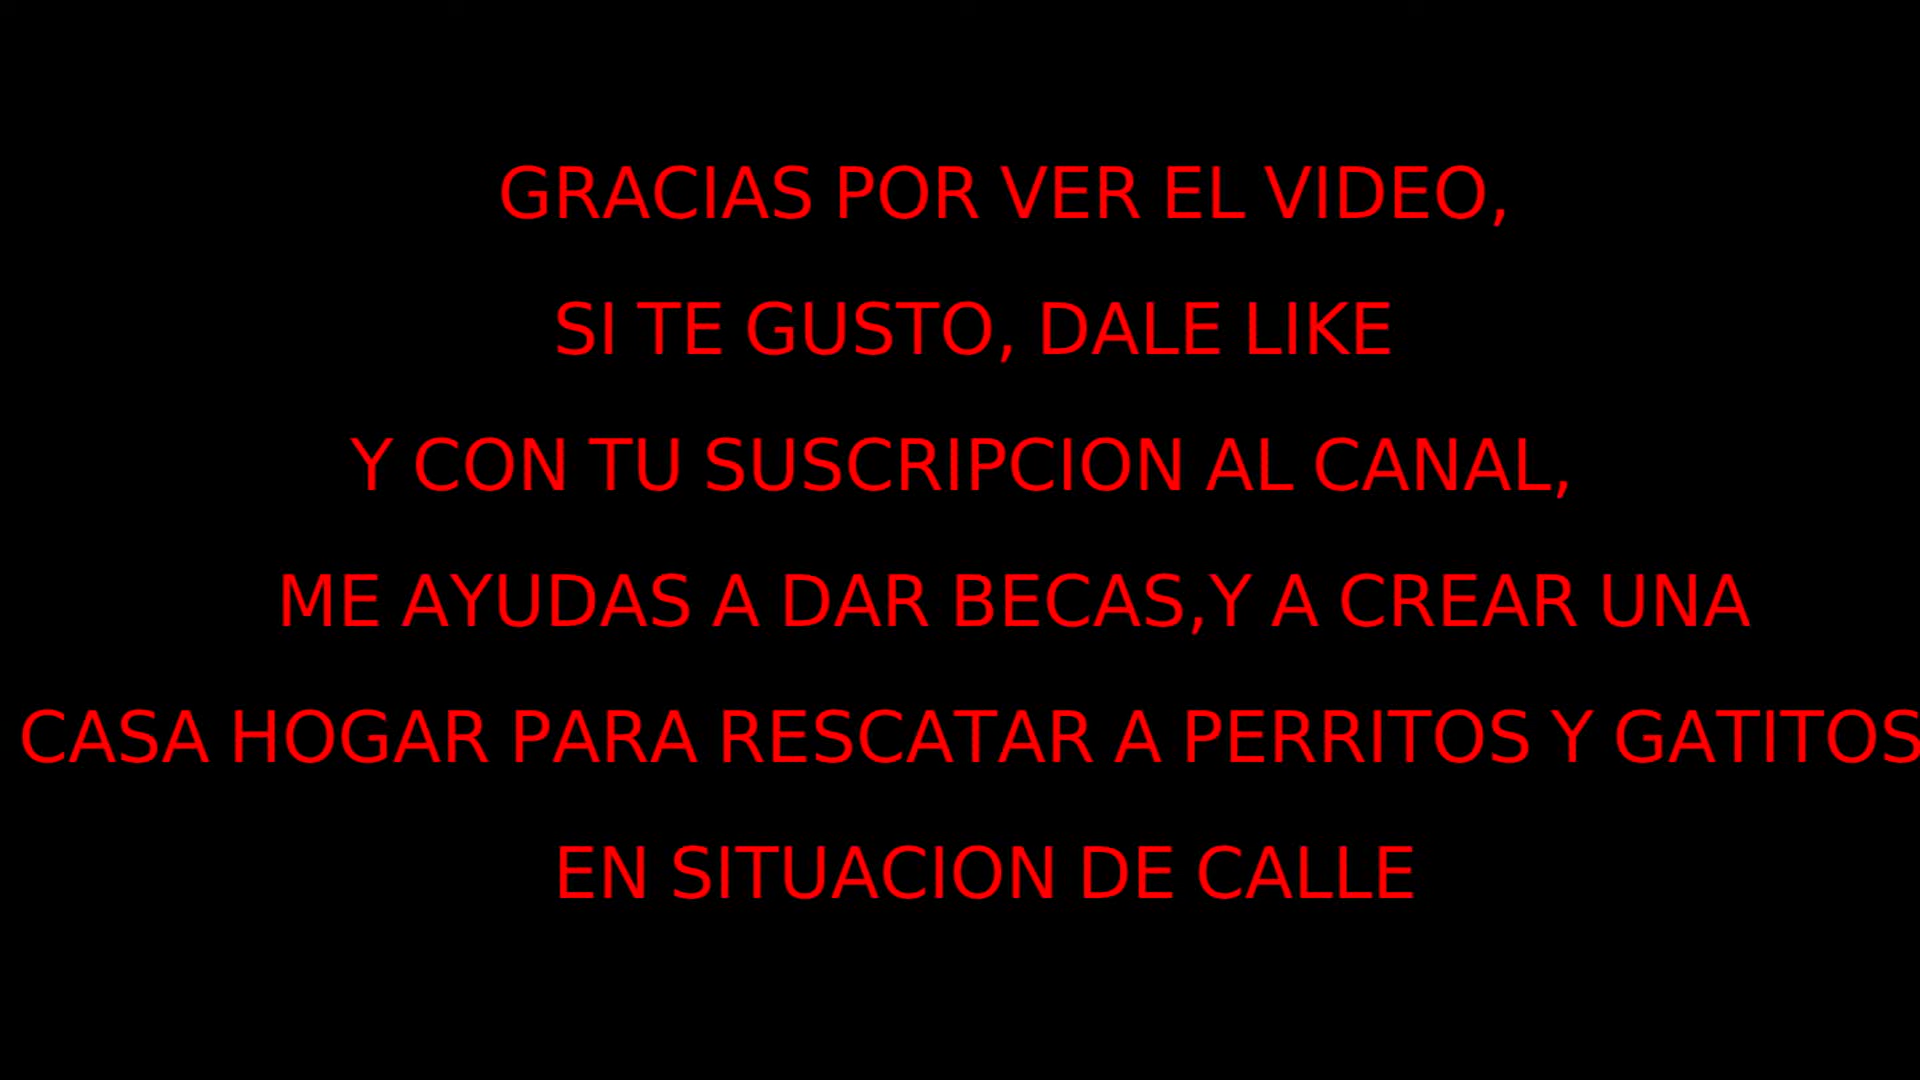 GRACIAS POR VER EL VIDEO,
SI TE GUSTO, DALE LIKE
Y CON TU SUSCRIPCION AL CANAL,
ME AYUDAS A DAR BECAS,Y A CREAR UNA
CASA HOGAR PARA RESCATAR A PERRITOS Y GATITOS
EN SITUACION DE CALLE